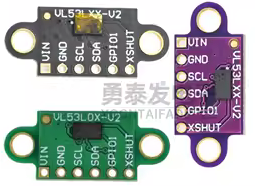 VL53LXX-V2
VIN
GND
SCL
SDA
GPIO1
XSHUT
VL53L0X-V2
VIN
GND
SCL
SDA
GPIO1
XSHUT
VL53LXX-V2
VIN
GND
SCL
SDA
GPIO1
XSHUT
勇泰发